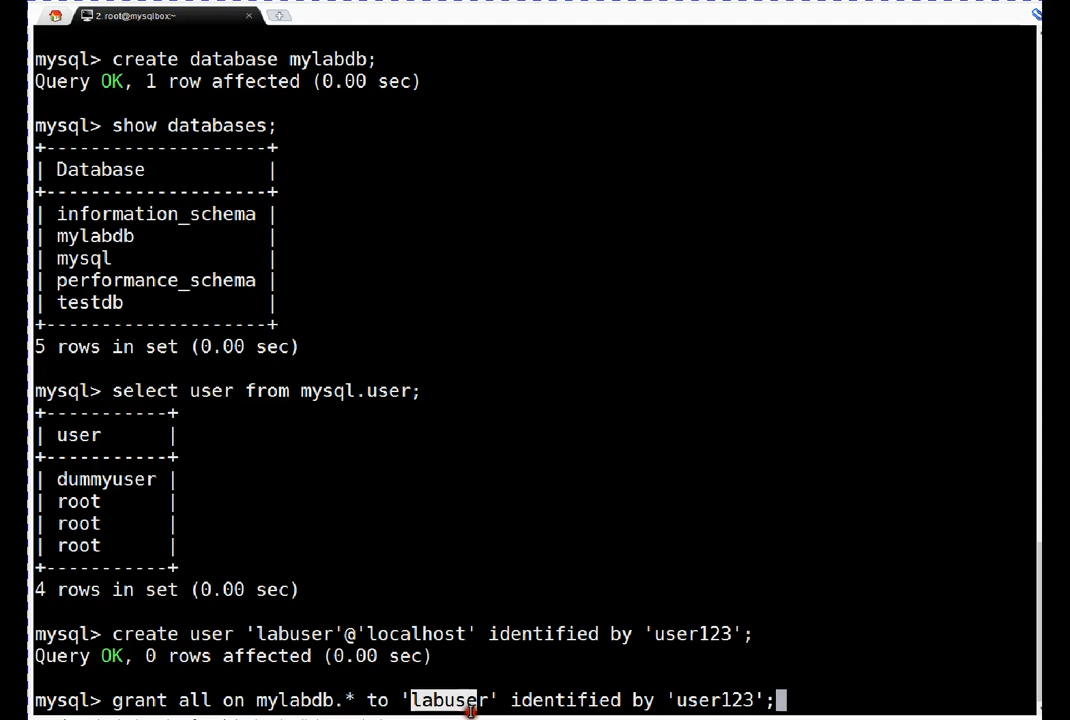 2. root@mysqlbox:~
mysql> create database mylabdb;
Query OK, 1 row affected (0.00 sec)
mysql> show databases;
+--------------------+
| Database           |
+--------------------+
| information_schema |
| mylabdb            |
| mysql              |
| performance_schema |
| testdb             |
+--------------------+
5 rows in set (0.00 sec)
mysql> select user from mysql.user;
+-----------+
| user      |
+-----------+
| dummyuser |
| root      |
| root      |
| root      |
+-----------+
4 rows in set (0.00 sec)
mysql> create user 'labuser'@'localhost' identified by 'user123';
Query OK, 0 rows affected (0.00 sec)
mysql> grant all on mylabdb.* to 'labuser' identified by 'user123';